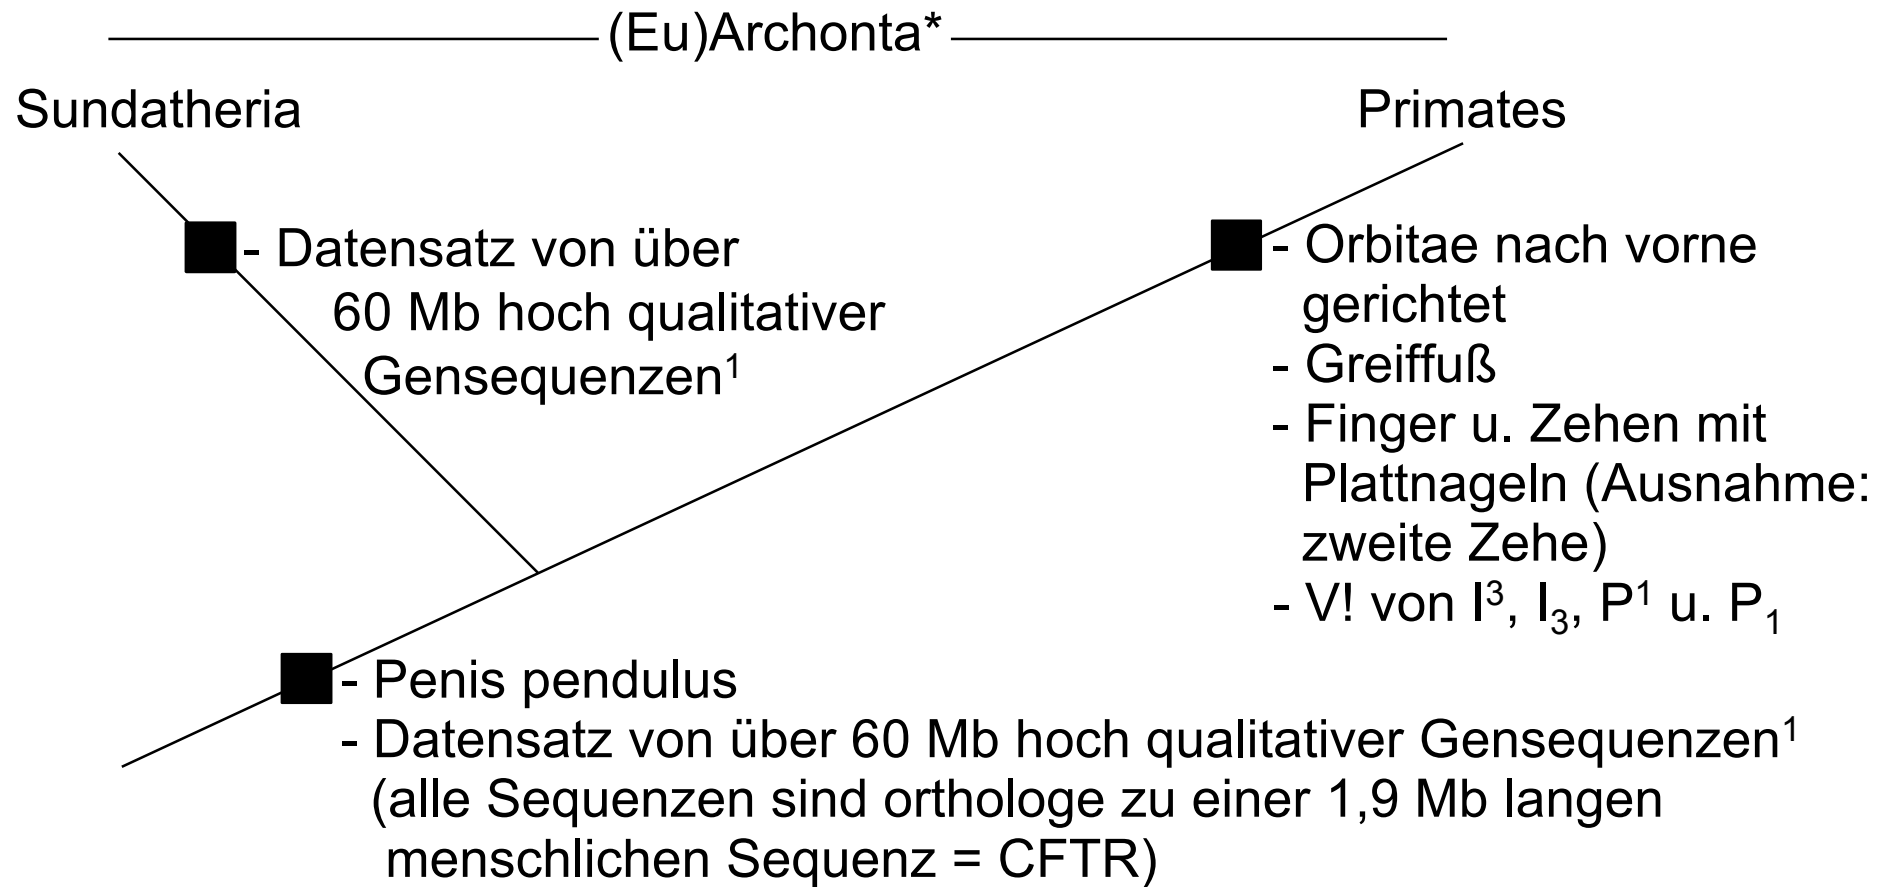 (Eu)Archonta*
Sundatheria
Primates
- Datensatz von über
60 Mb hoch qualitativer
Gensequenzen¹
- Orbitae nach vorne
gerichtet
- Greiffuß
- Finger u. Zehen mit
Plattnageln (Ausnahme:
zweite Zehe)
- V! von I³, I₃, P¹ u. P₁
- Penis pendulus
- Datensatz von über 60 Mb hoch qualitativer Gensequenzen¹
(alle Sequenzen sind orthologe zu einer 1,9 Mb langen
menschlichen Sequenz = CFTR)